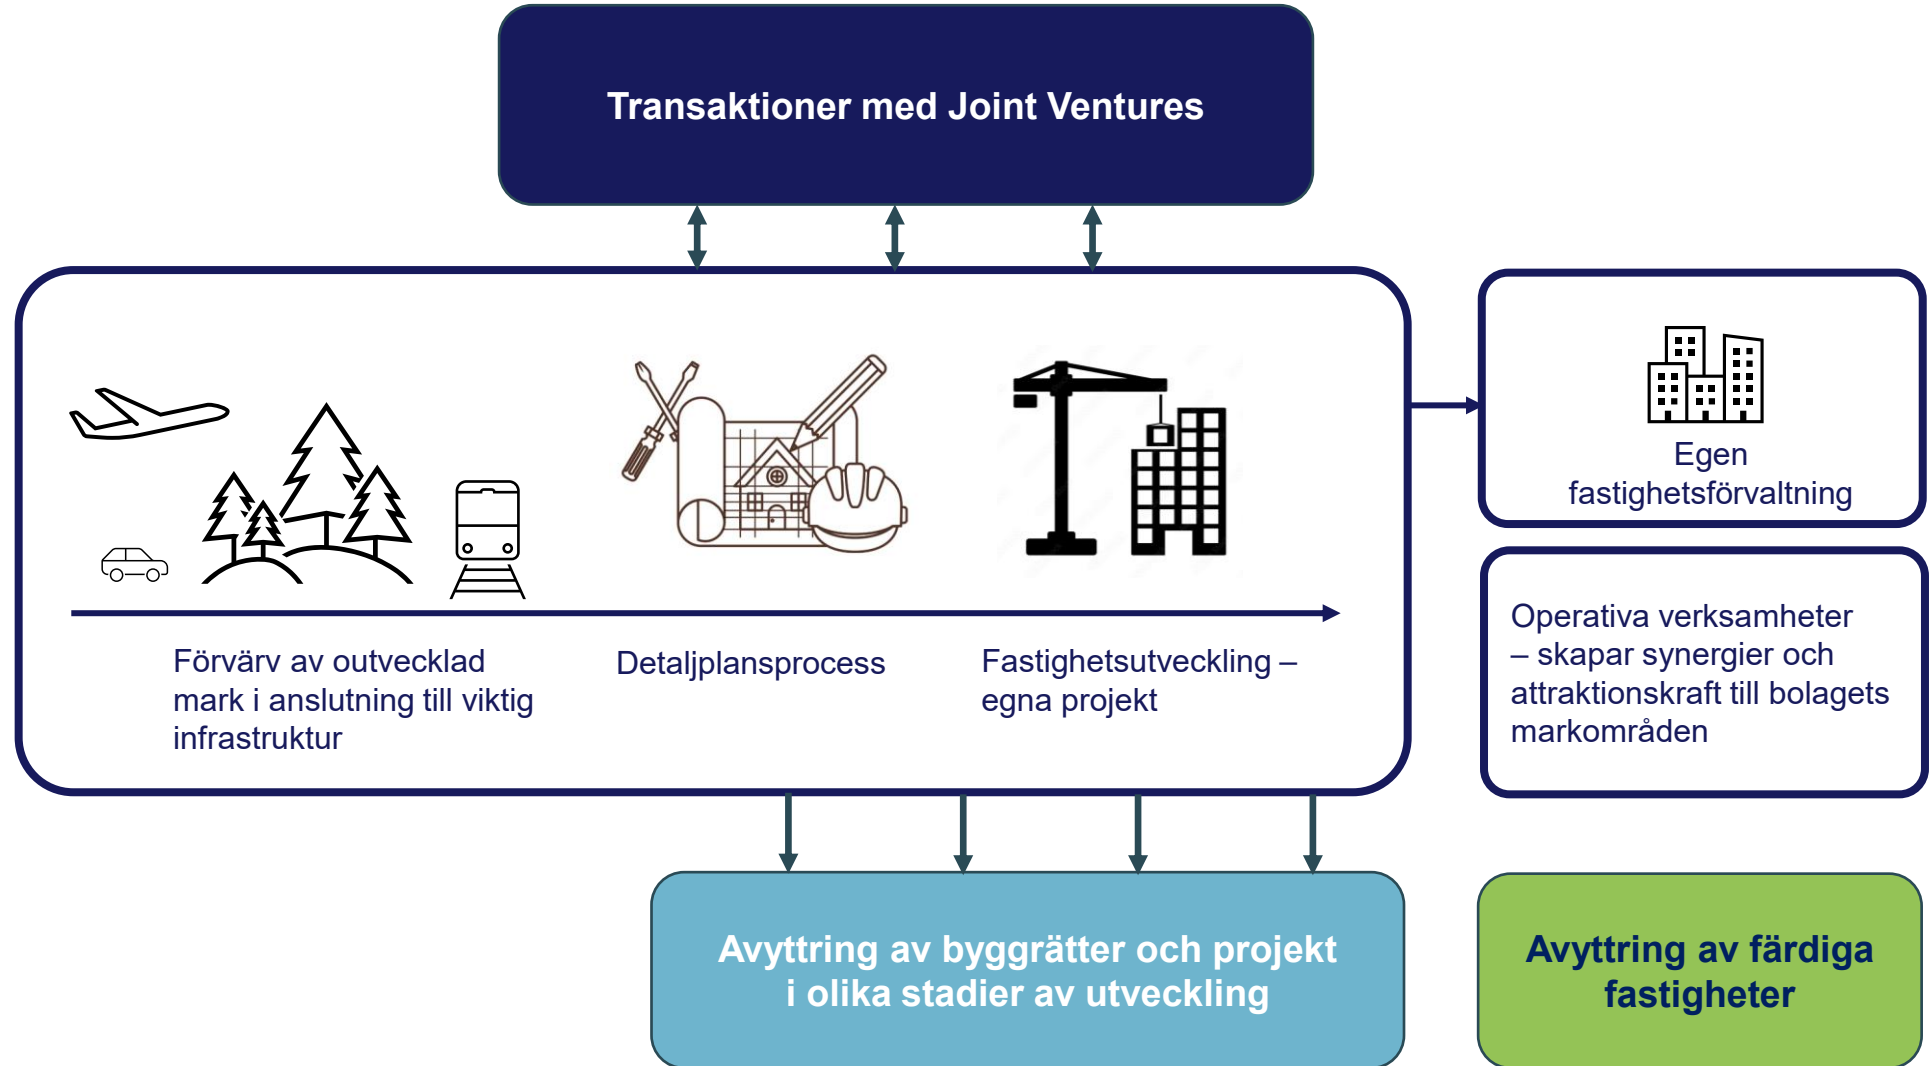 Transaktioner med Joint Ventures
Förvärv av outvecklad
mark i anslutning till viktig
infrastruktur
Detaljplansprocess
Fastighetsutveckling –
egna projekt
Egen
fastighetsförvaltning
Operativa verksamheter
– skapar synergier och
attraktionskraft till bolagets
markområden
Avyttring av byggrätter och projekt
i olika stadier av utveckling
Avyttring av färdiga
fastigheter